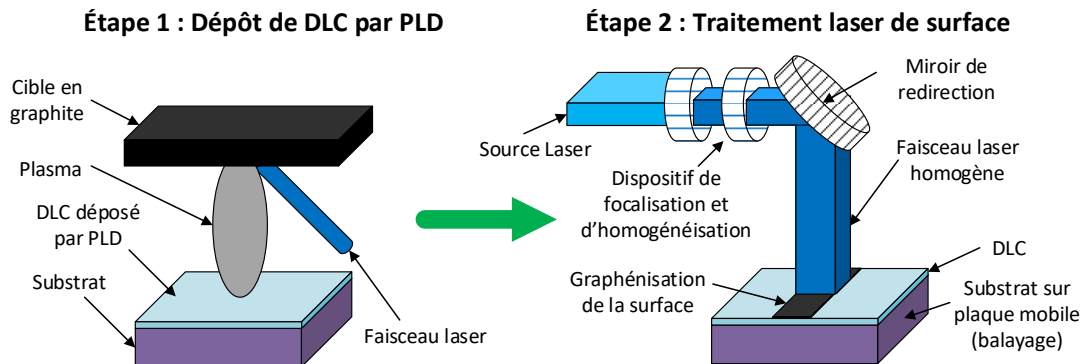 Étape 1 : Dépôt de DLC par PLD
Cible en
graphite
Plasma
DLC déposé
par PLD
Substrat
Faisceau laser
Étape 2 : Traitement laser de surface
Miroir de
redirection
Source Laser
Faisceau laser
homogène
Dispositif de
focalisation et
d'homogénéisation
DLC
Graphénisation
de la surface
Substrat sur
plaque mobile
(balayage)